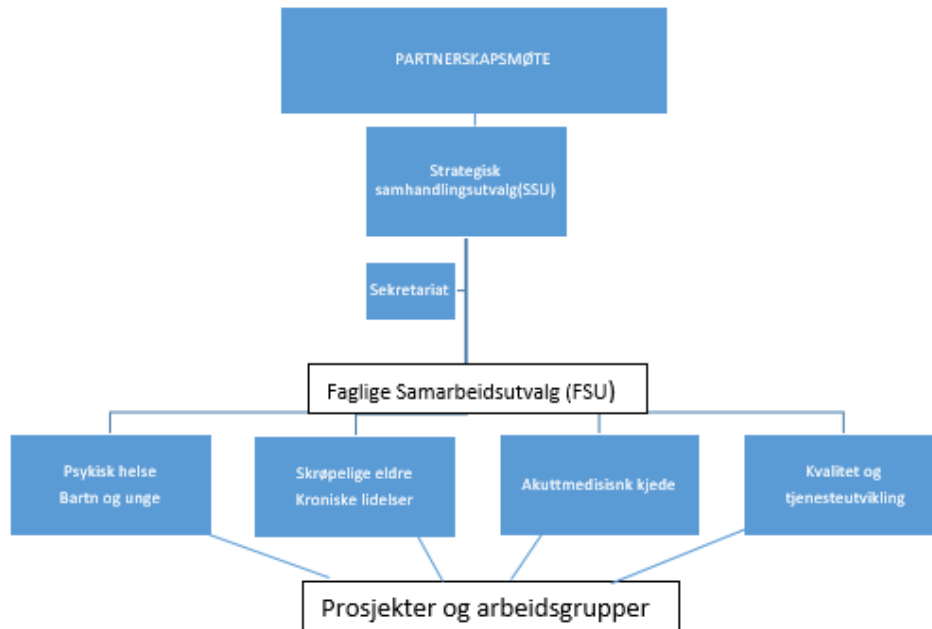 PARTNERSKAPSMØTE
Strategisk
samhandlingsutvalg(SSU)
Sekretariat
Faglige Samarbeidsutvalg (FSU)
Psykisk helse
Bartn og unge
Skrøpelige eldre
Kroniske lidelser
Akuttmedisisnk kjede
Kvalitet og
tjenesteutvikling
Prosjekter og arbeidsgrupper